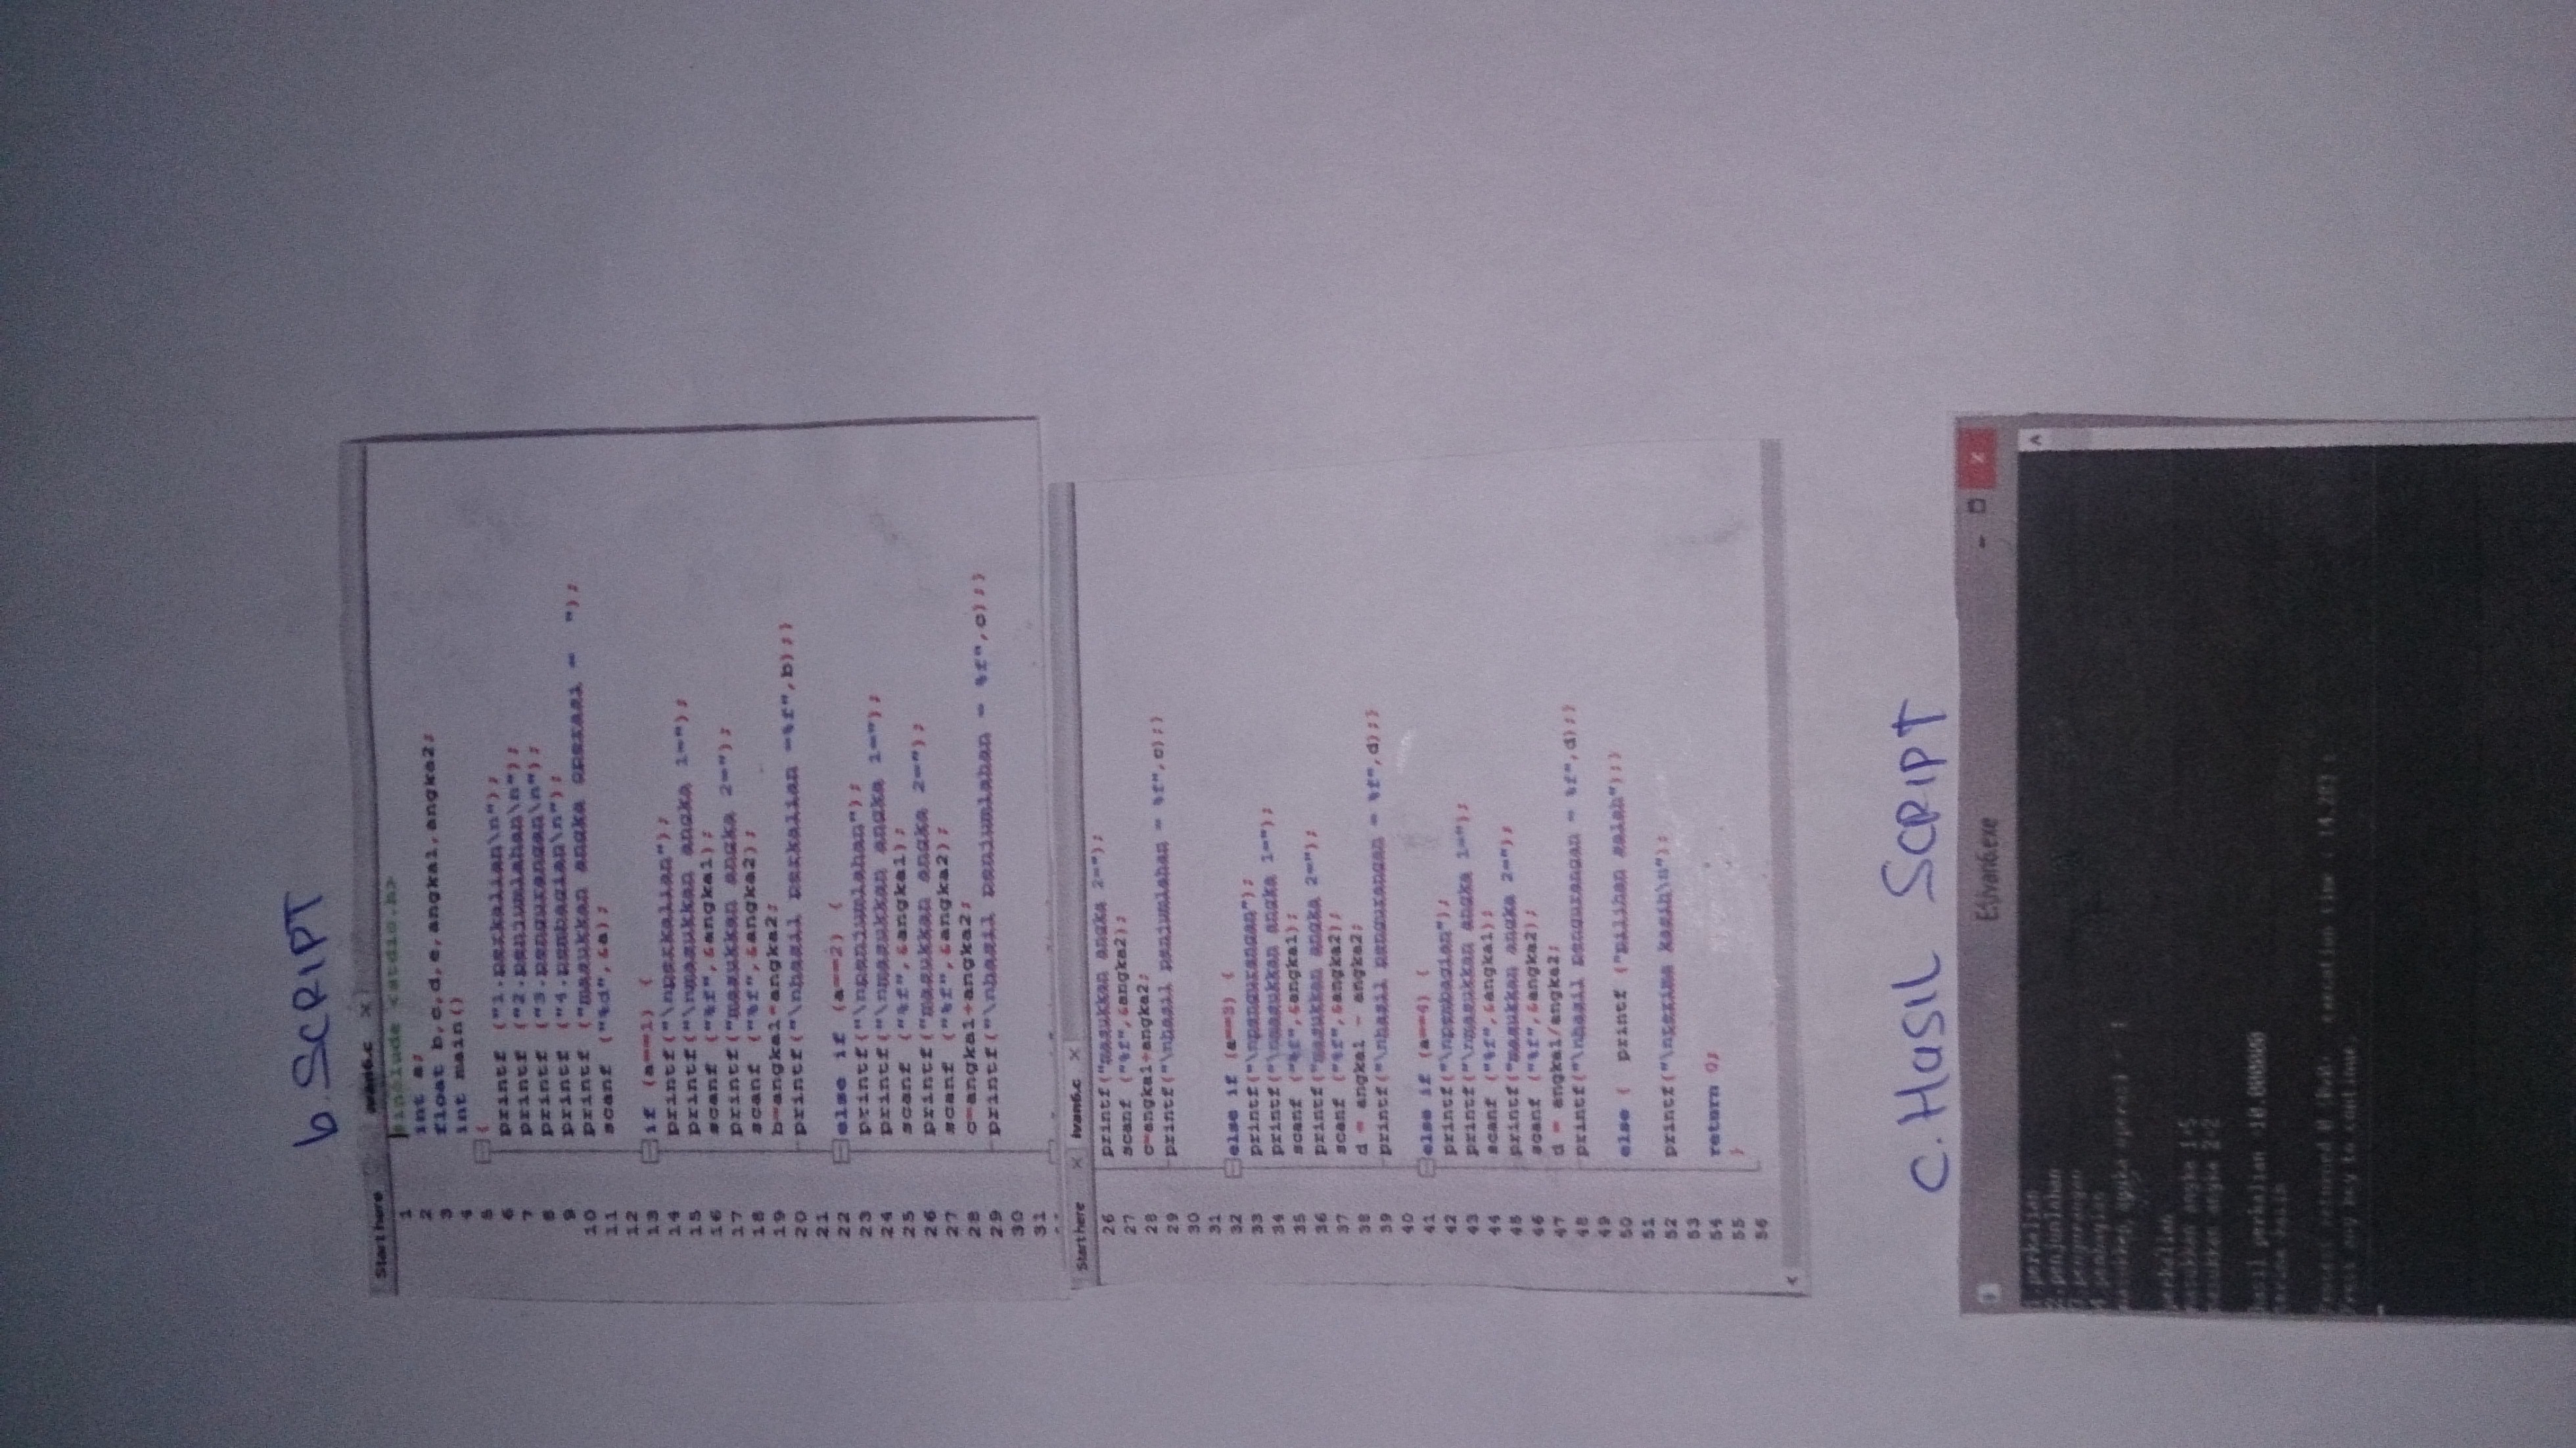 b. SCRIPT
Start here ivan6.c X
1 #include <stdio.h>
2 int a;
3 float b,c,d,e,angka1,angka2;
4 int main()
5 {
6 printf ("1.perkalian\n");
7 printf ("2.penjumlahan\n");
8 printf ("3.pengurangan\n");
9 printf ("4.pembagian\n");
10 printf ("masukkan angka operasi =  ");
11 scanf ("%d",&a);
12
13 if (a==1) {
14 printf("\nperkalian");
15 printf("\nmasukkan angka 1=");
16 scanf ("%f",&angka1);
17 printf("masukkan angka 2=");
18 scanf ("%f",&angka2);
19 b=angka1*angka2;
20 printf("\nhasil perkalian =%f",b);}
21
22 else if (a==2) {
23 printf("\npenjumlahan");
24 printf("\nmasukkan angka 1=");
25 scanf ("%f",&angka1);
26 printf("masukkan angka 2=");
27 scanf ("%f",&angka2);
28 c=angka1+angka2;
29 printf("\nhasil penjumlahan = %f",c);}
30
31
Start here X ivan6.c X
26 printf("masukkan angka 2=");
27 scanf ("%f",&angka2);
28 c=angka1+angka2;
29 printf("\nhasil penjumlahan = %f",c);}
30
31
32 else if (a==3) {
33 printf("\npengurangan");
34 printf("\nmasukkan angka 1=");
35 scanf ("%f",&angka1);
36 printf("masukkan angka 2=");
37 scanf ("%f",&angka2);
38 d = angka1 - angka2;
39 printf("\nhasil pengurangan = %f",d);}
40
41 else if (a==4) {
42 printf("\npembagian");
43 printf("\nmasukkan angka 1=");
44 scanf ("%f",&angka1);
45 printf("masukkan angka 2=");
46 scanf ("%f",&angka2);
47 d = angka1/angka2;
48 printf("\nhasil pengurangan = %f",d);}
49
50 else {  printf ("pilihan salah");}
51
52 printf("\nterima kasih\n");
53
54 return 0;
55 }
56
C. HASIL SCRIPT
E:\ivan6.exe
1.perkalian
2.penjumlahan
3.pengurangan
4.pembagian
masukkan angka operasi =  1
perkalian
masukkan angka 1=5
masukkan angka 2=2
hasil perkalian =10.000000
terima kasih
Process returned 0 (0x0)   execution time : 14.283 s
Press any key to continue.